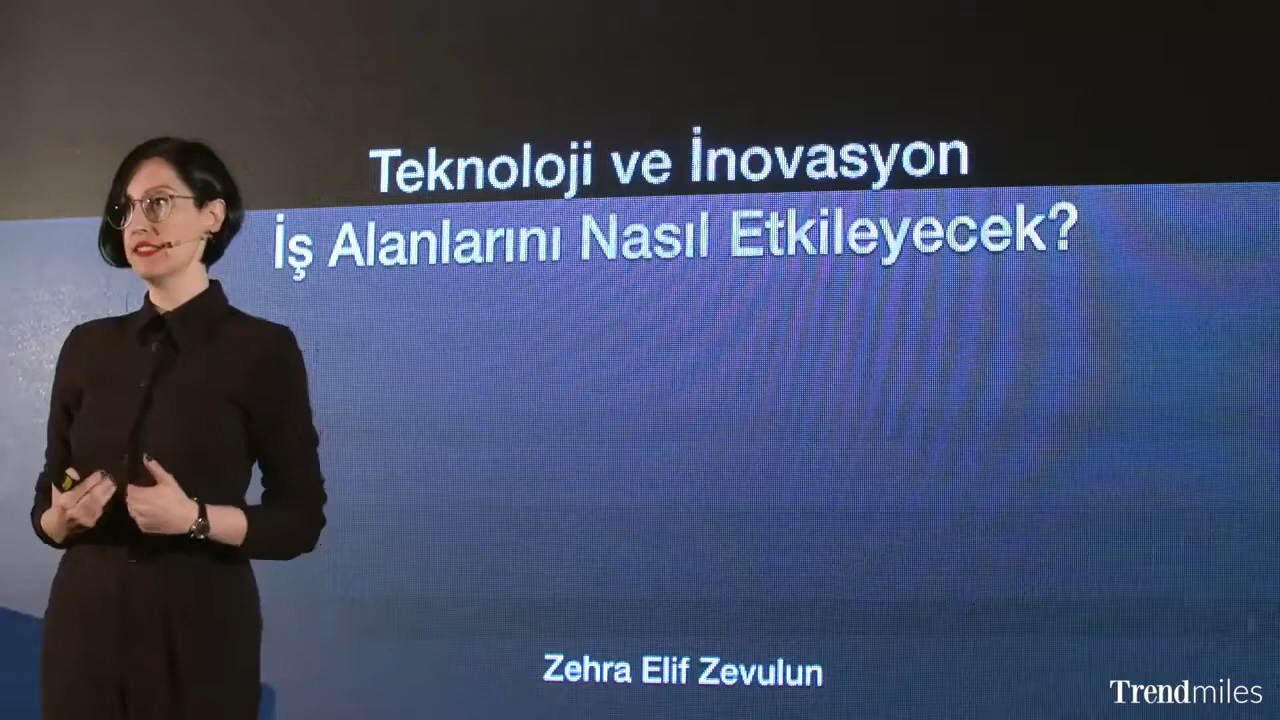 Teknoloji ve İnovasyon
İş Alanlarını Nasıl Etkileyecek?
Zehra Elif Zevulun
Trendmiles